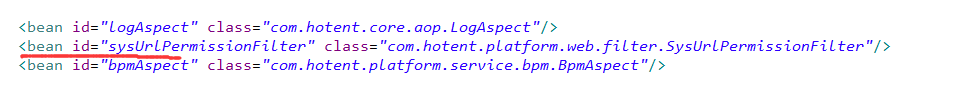 <bean id="logAspect" class="com.hotent.core.aop.LogAspect"/>
<bean id="sysUrlPermissionFilter" class="com.hotent.platform.web.filter.SysUrlPermissionFilter"/>
<bean id="bpmAspect" class="com.hotent.platform.service.bpm.BpmAspect"/>